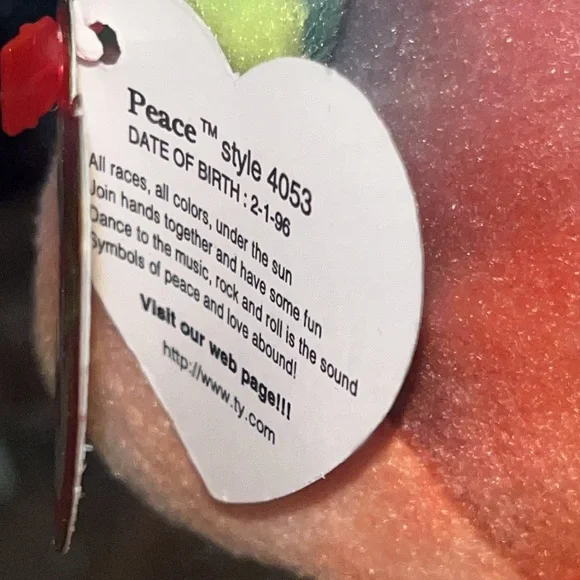 Peace™ style 4053
DATE OF BIRTH : 2-1-96
All races, all colors, under the sun
Join hands together and have some fun
Dance to the music, rock and roll is the sound
Symbols of peace and love abound!
Visit our web page!!!
http://www.ty.com